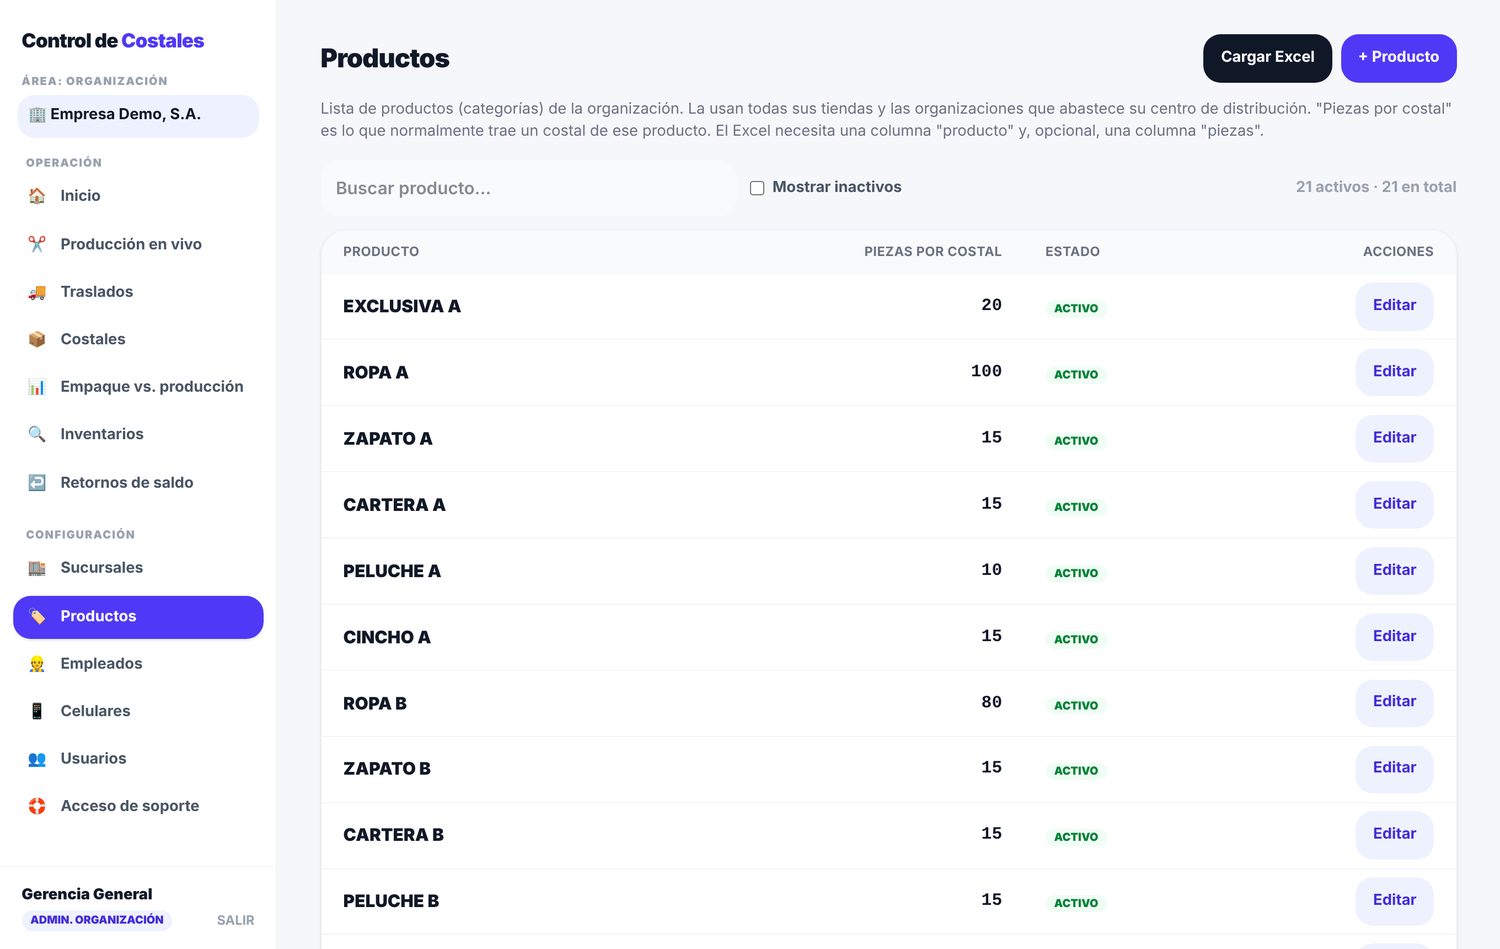 Control de Costales
ÁREA: ORGANIZACIÓN
Empresa Demo, S.A.
OPERACIÓN
Inicio
Producción en vivo
Traslados
Costales
Empaque vs. producción
Inventarios
Retornos de saldo
CONFIGURACIÓN
Sucursales
Productos
Empleados
Celulares
Usuarios
Acceso de soporte
Gerencia General
ADMIN. ORGANIZACIÓN SALIR
Productos
Cargar Excel + Producto
Lista de productos (categorías) de la organización. La usan todas sus tiendas y las organizaciones que abastece su centro de distribución. "Piezas por costal"
es lo que normalmente trae un costal de ese producto. El Excel necesita una columna "producto" y, opcional, una columna "piezas".
Buscar producto... Mostrar inactivos 21 activos · 21 en total
PRODUCTO PIEZAS POR COSTAL ESTADO ACCIONES
EXCLUSIVA A 20 ACTIVO Editar
ROPA A 100 ACTIVO Editar
ZAPATO A 15 ACTIVO Editar
CARTERA A 15 ACTIVO Editar
PELUCHE A 10 ACTIVO Editar
CINCHO A 15 ACTIVO Editar
ROPA B 80 ACTIVO Editar
ZAPATO B 15 ACTIVO Editar
CARTERA B 15 ACTIVO Editar
PELUCHE B 15 ACTIVO Editar